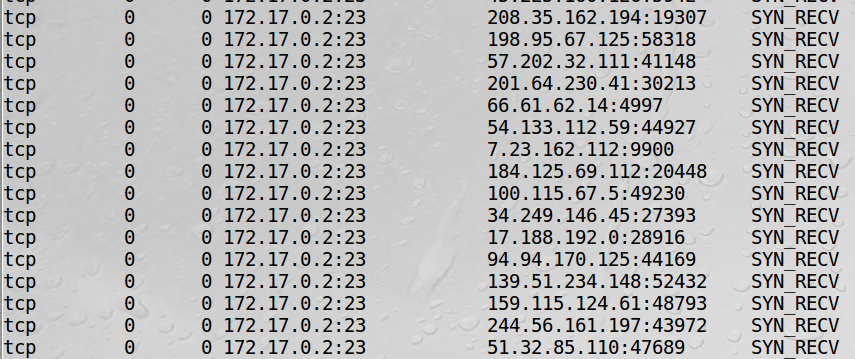 tcp 0 0 172.17.0.2:23 208.35.162.194:19307 SYN_RECV
tcp 0 0 172.17.0.2:23 198.95.67.125:58318 SYN_RECV
tcp 0 0 172.17.0.2:23 57.202.32.111:41148 SYN_RECV
tcp 0 0 172.17.0.2:23 201.64.230.41:30213 SYN_RECV
tcp 0 0 172.17.0.2:23 66.61.62.14:4997 SYN_RECV
tcp 0 0 172.17.0.2:23 54.133.112.59:44927 SYN_RECV
tcp 0 0 172.17.0.2:23 7.23.162.112:9900 SYN_RECV
tcp 0 0 172.17.0.2:23 184.125.69.112:20448 SYN_RECV
tcp 0 0 172.17.0.2:23 100.115.67.5:49230 SYN_RECV
tcp 0 0 172.17.0.2:23 34.249.146.45:27393 SYN_RECV
tcp 0 0 172.17.0.2:23 17.188.192.0:28916 SYN_RECV
tcp 0 0 172.17.0.2:23 94.94.170.125:44169 SYN_RECV
tcp 0 0 172.17.0.2:23 139.51.234.148:52432 SYN_RECV
tcp 0 0 172.17.0.2:23 159.115.124.61:48793 SYN_RECV
tcp 0 0 172.17.0.2:23 244.56.161.197:43972 SYN_RECV
tcp 0 0 172.17.0.2:23 51.32.85.110:47689 SYN_RECV